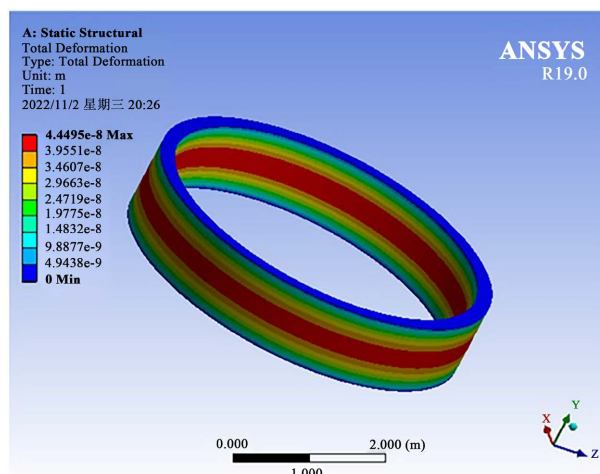 A: Static Structural
Total Deformation
Type: Total Deformation
Unit: m
Time: 1
2022/11/2 星期三 20:26
ANSYS
R19.0
4.4495e-8 Max
3.9551e-8
3.4607e-8
2.9663e-8
2.4719e-8
1.9775e-8
1.4832e-8
9.8877e-9
4.9438e-9
0 Min
0.000 2.000 (m)
1.000
Y
X
Z